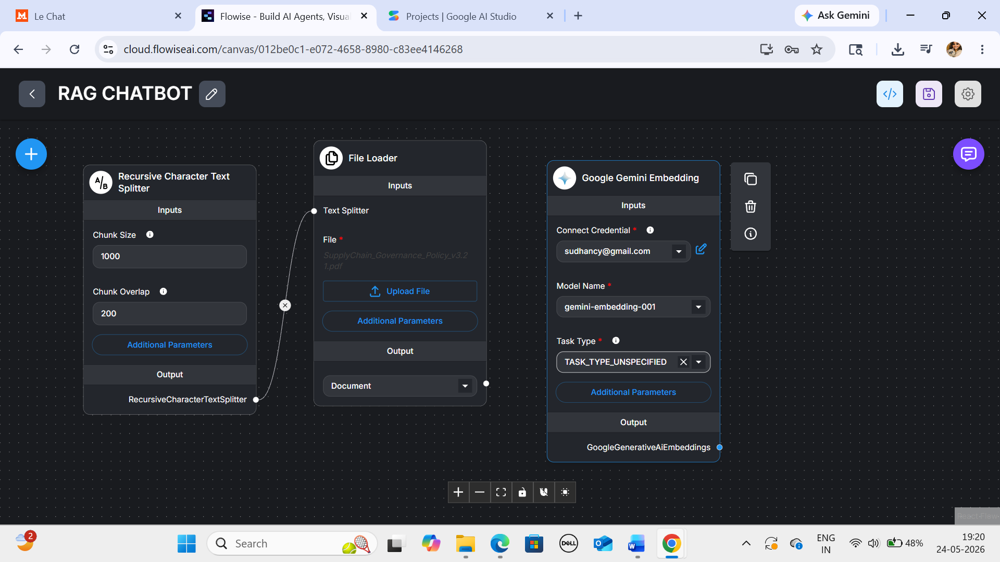 Le Chat
Flowise - Build AI Agents, Visua
Projects | Google AI Studio
Ask Gemini
cloud.flowiseai.com/canvas/012be0c1-e072-4658-8980-c83ee4146268
RAG CHATBOT
Recursive Character Text
Splitter
Inputs
Chunk Size
1000
Chunk Overlap
200
Additional Parameters
Output
RecursiveCharacterTextSplitter
File Loader
Inputs
Text Splitter
File *
SupplyChain_Governance_Policy_v3.2
1.pdf
Upload File
Additional Parameters
Output
Document
Google Gemini Embedding
Inputs
Connect Credential *
sudhancy@gmail.com
Model Name *
gemini-embedding-001
Task Type *
TASK_TYPE_UNSPECIFIED
Additional Parameters
Output
GoogleGenerativeAiEmbeddings
React Flow
2
Search
DELL
ENG
IN
48%
19:20
24-05-2026